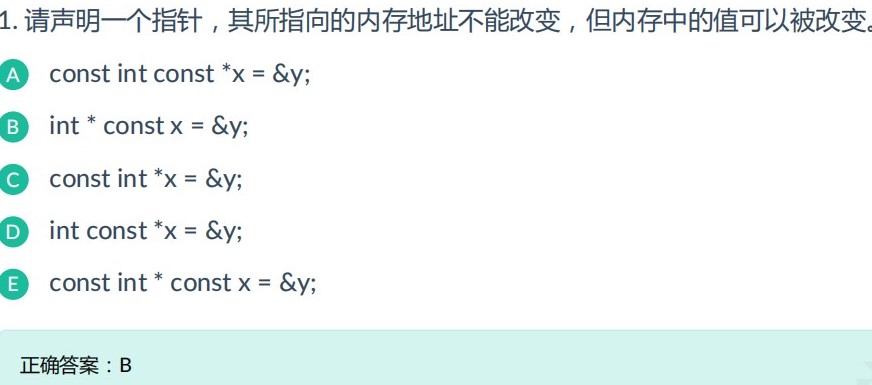 1. 请声明一个指针，其所指向的内存地址不能改变，但内存中的值可以被改变。
A const int const *x = &y;
B int * const x = &y;
C const int *x = &y;
D int const *x = &y;
E const int * const x = &y;
正确答案：B